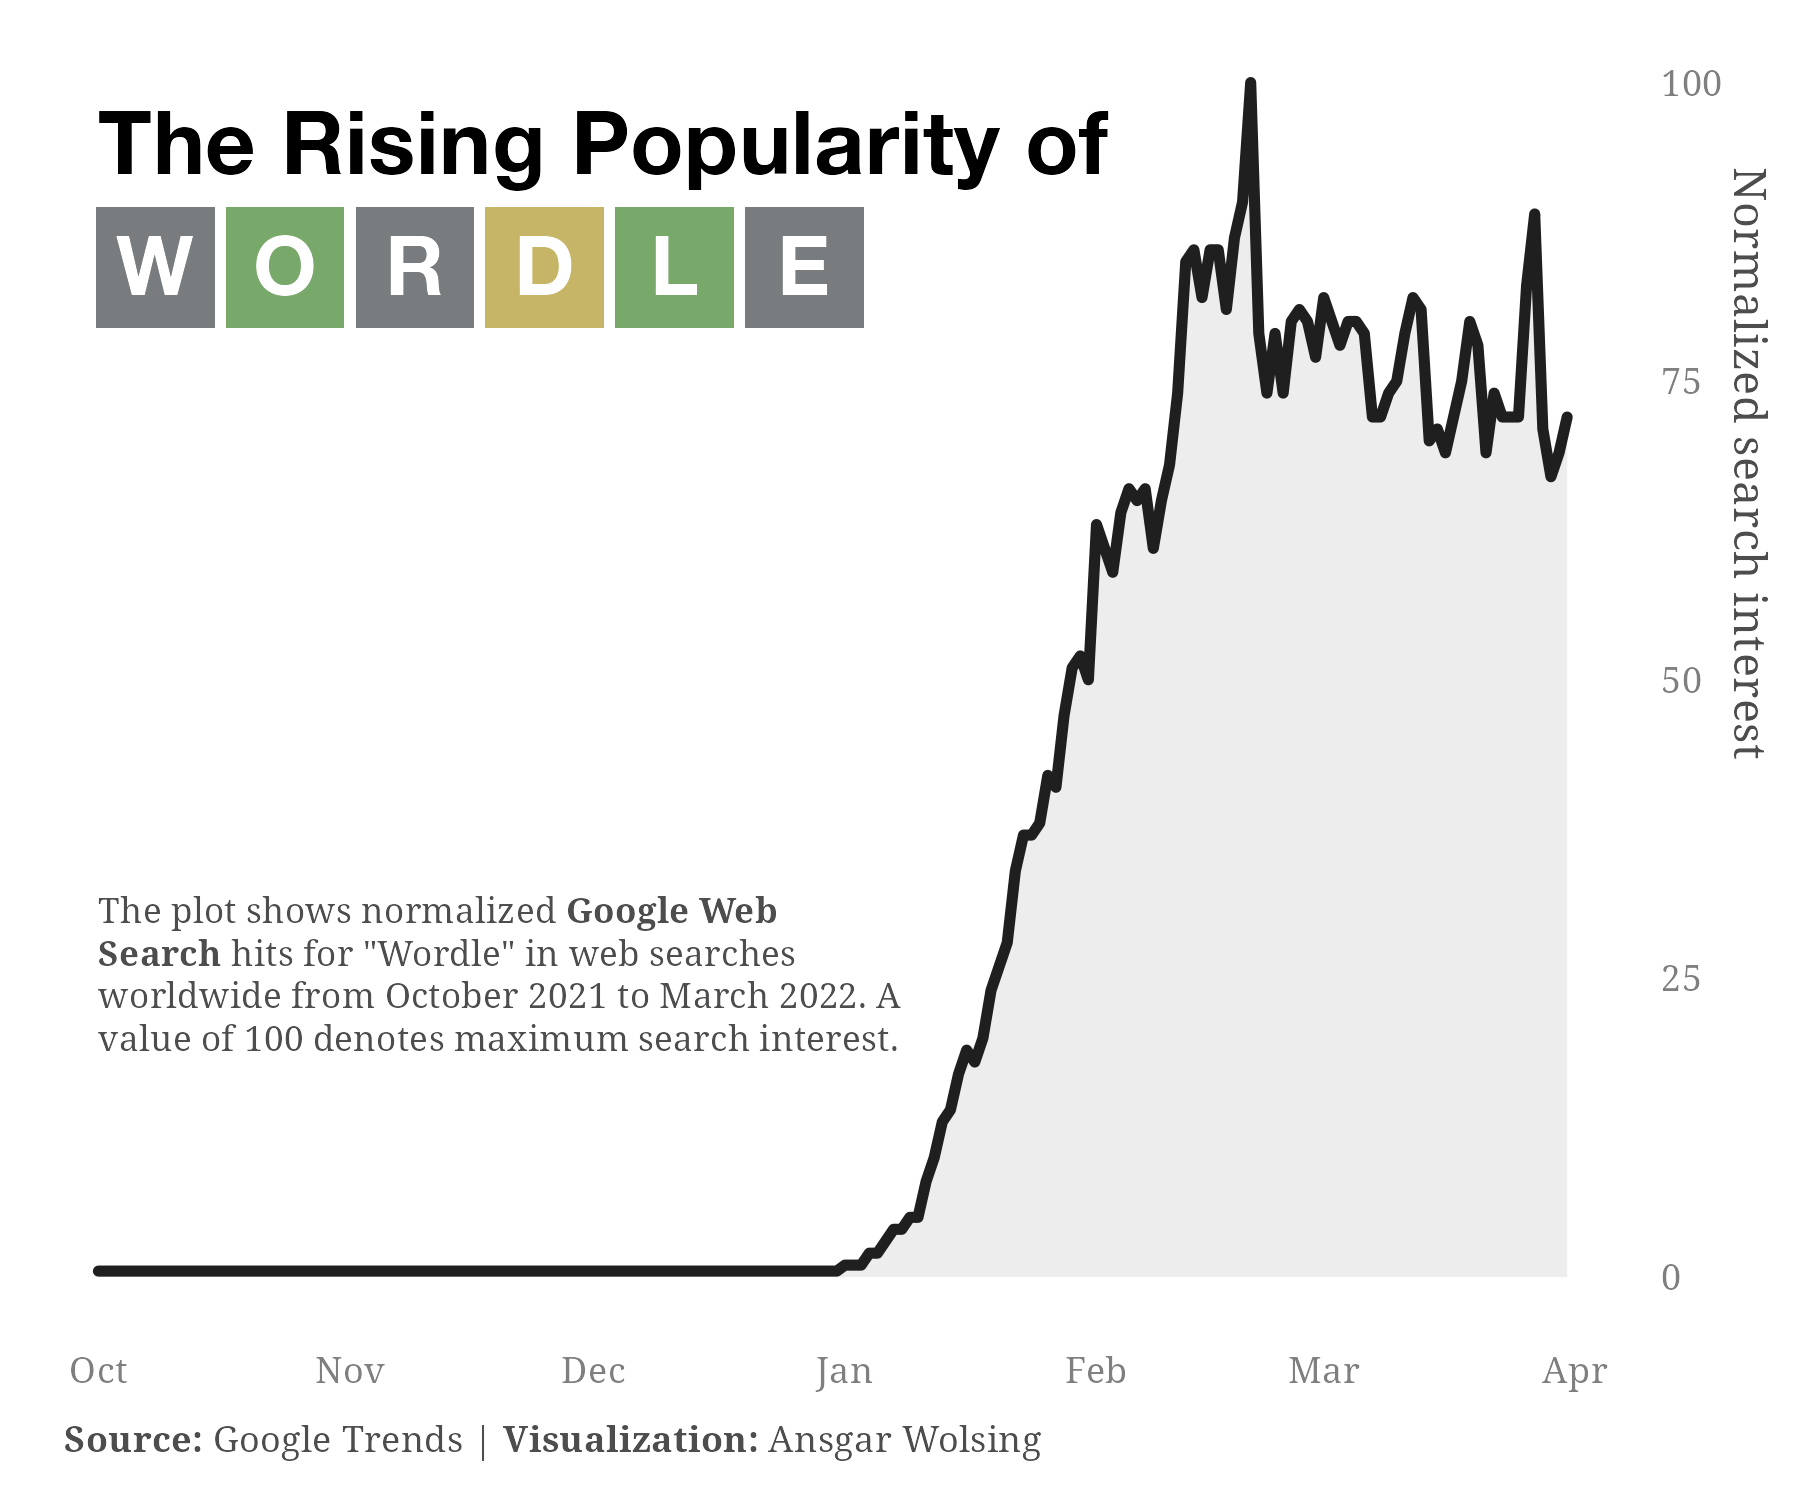 The Rising Popularity of
WORDLE
100
75
50
25
0
Normalized search interest
The plot shows normalized Google Web
Search hits for "Wordle" in web searches
worldwide from October 2021 to March 2022. A
value of 100 denotes maximum search interest.
Oct Nov Dec Jan Feb Mar Apr
Source: Google Trends | Visualization: Ansgar Wolsing